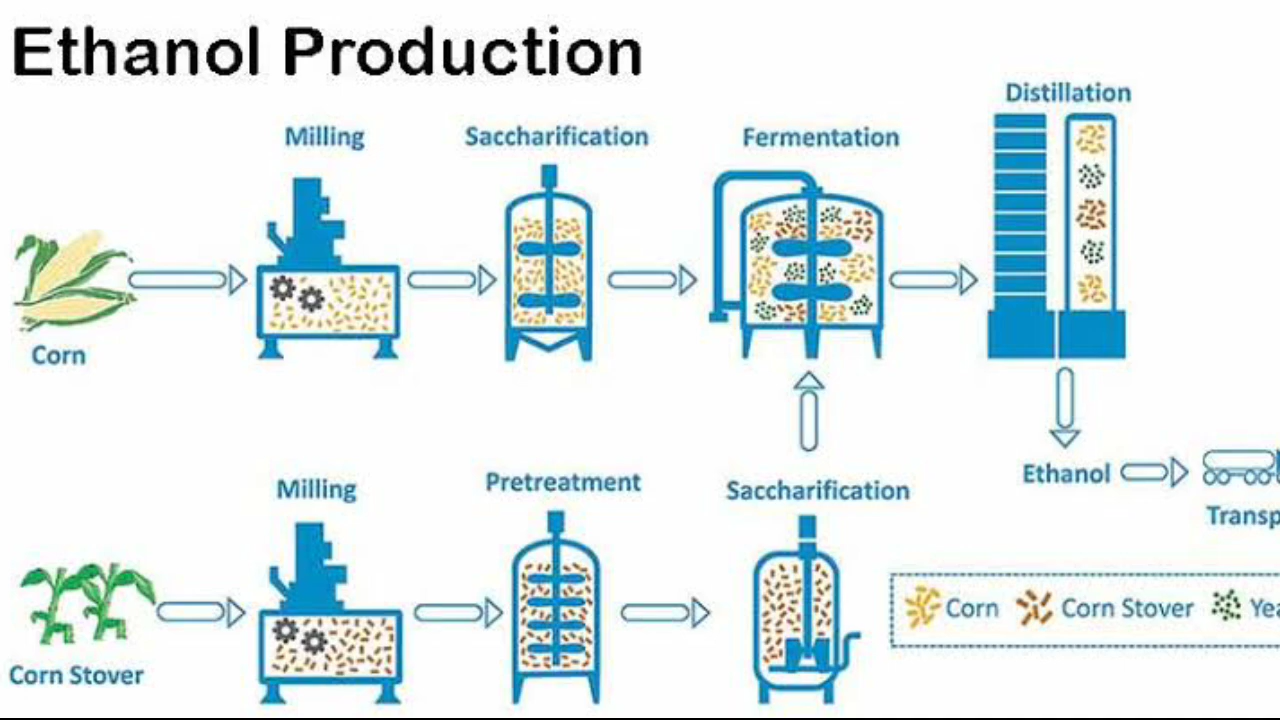 Ethanol Production
Distillation
Milling Saccharification Fermentation
Corn
Ethanol
Milling Pretreatment Saccharification
Corn Corn Stover
Corn Stover